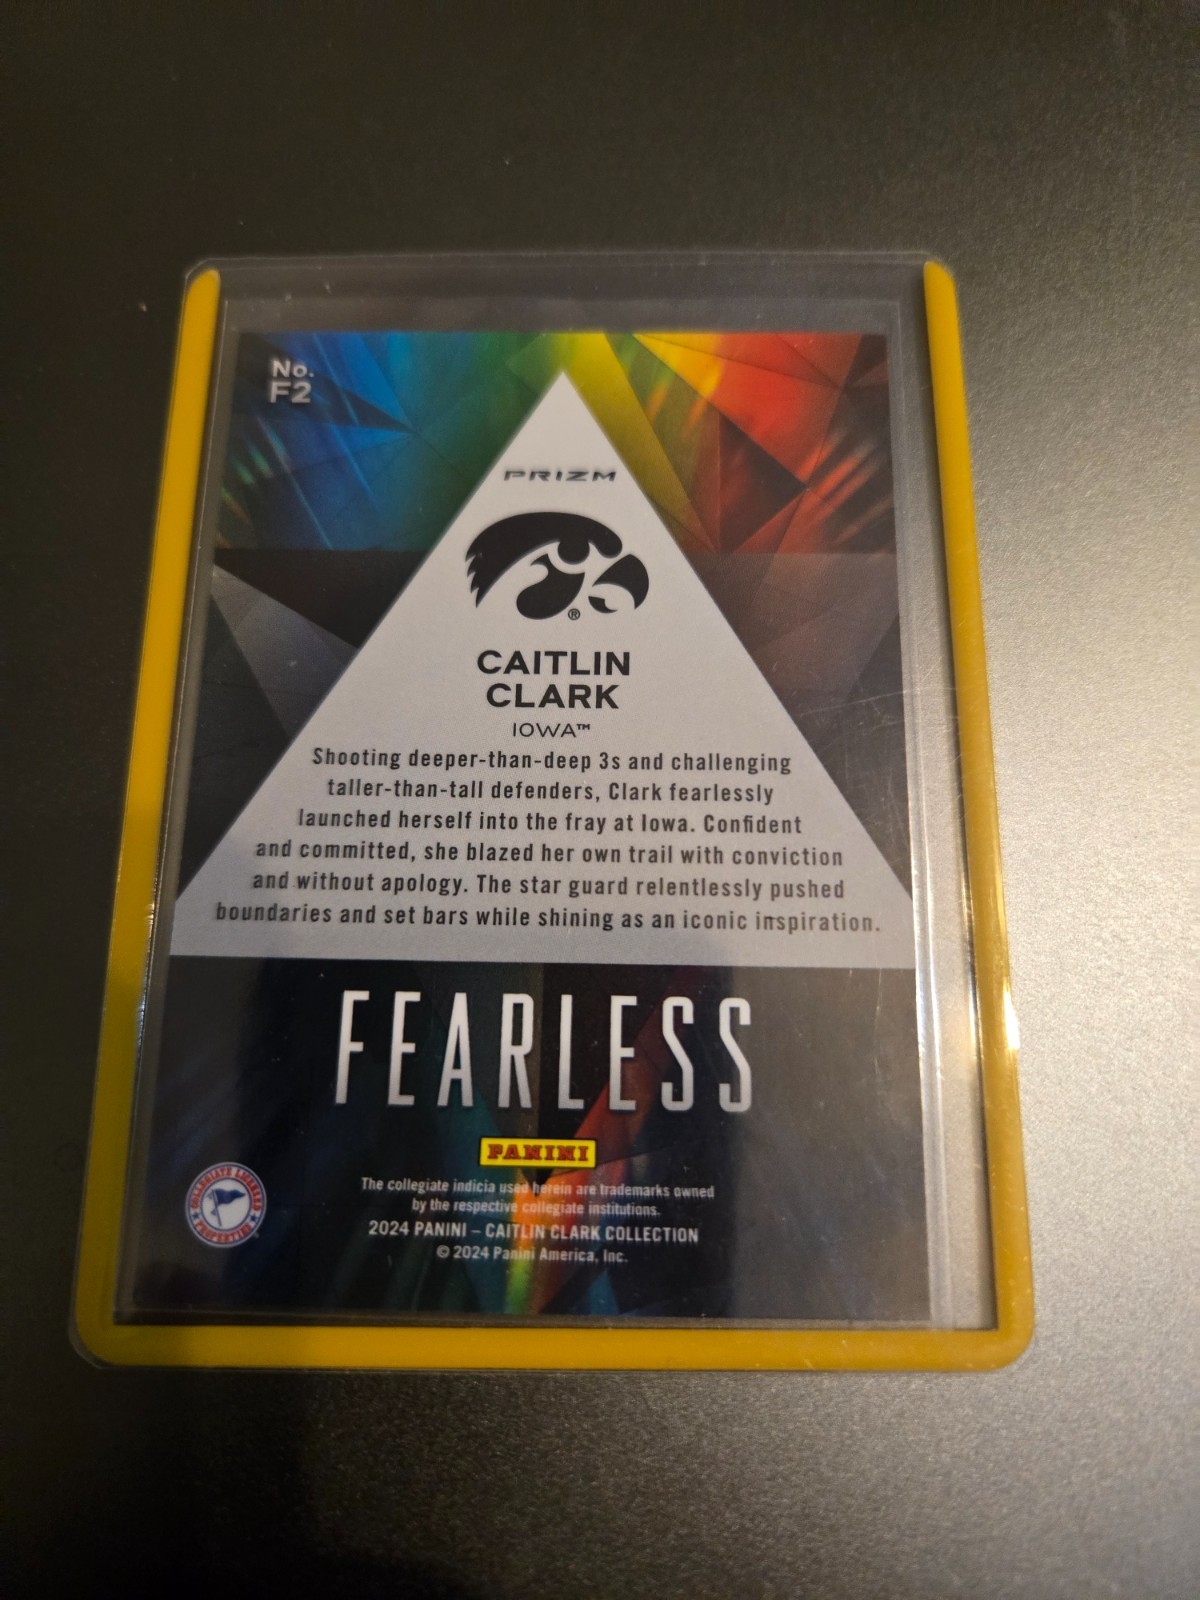 No.
F2
PRIZM
®
CAITLIN
CLARK
IOWA™
Shooting deeper-than-deep 3s and challenging
taller-than-tall defenders, Clark fearlessly
launched herself into the fray at Iowa. Confident
and committed, she blazed her own trail with conviction
and without apology. The star guard relentlessly pushed
boundaries and set bars while shining as an iconic inspiration.
FEARLESS
PANINI
COLLEGIATE LICENSED
PROPERTIES
The collegiate indicia used herein are trademarks owned
by the respective collegiate institutions.
2024 PANINI – CAITLIN CLARK COLLECTION
© 2024 Panini America, Inc.